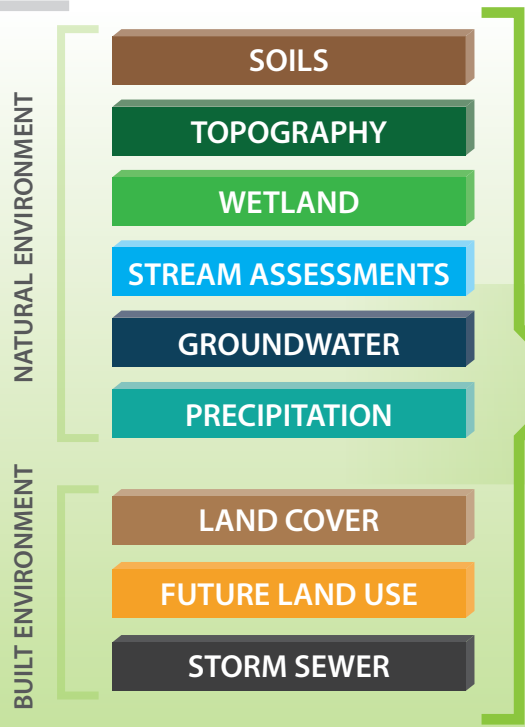 NATURAL ENVIRONMENT
SOILS
TOPOGRAPHY
WETLAND
STREAM ASSESSMENTS
GROUNDWATER
PRECIPITATION
BUILT ENVIRONMENT
LAND COVER
FUTURE LAND USE
STORM SEWER